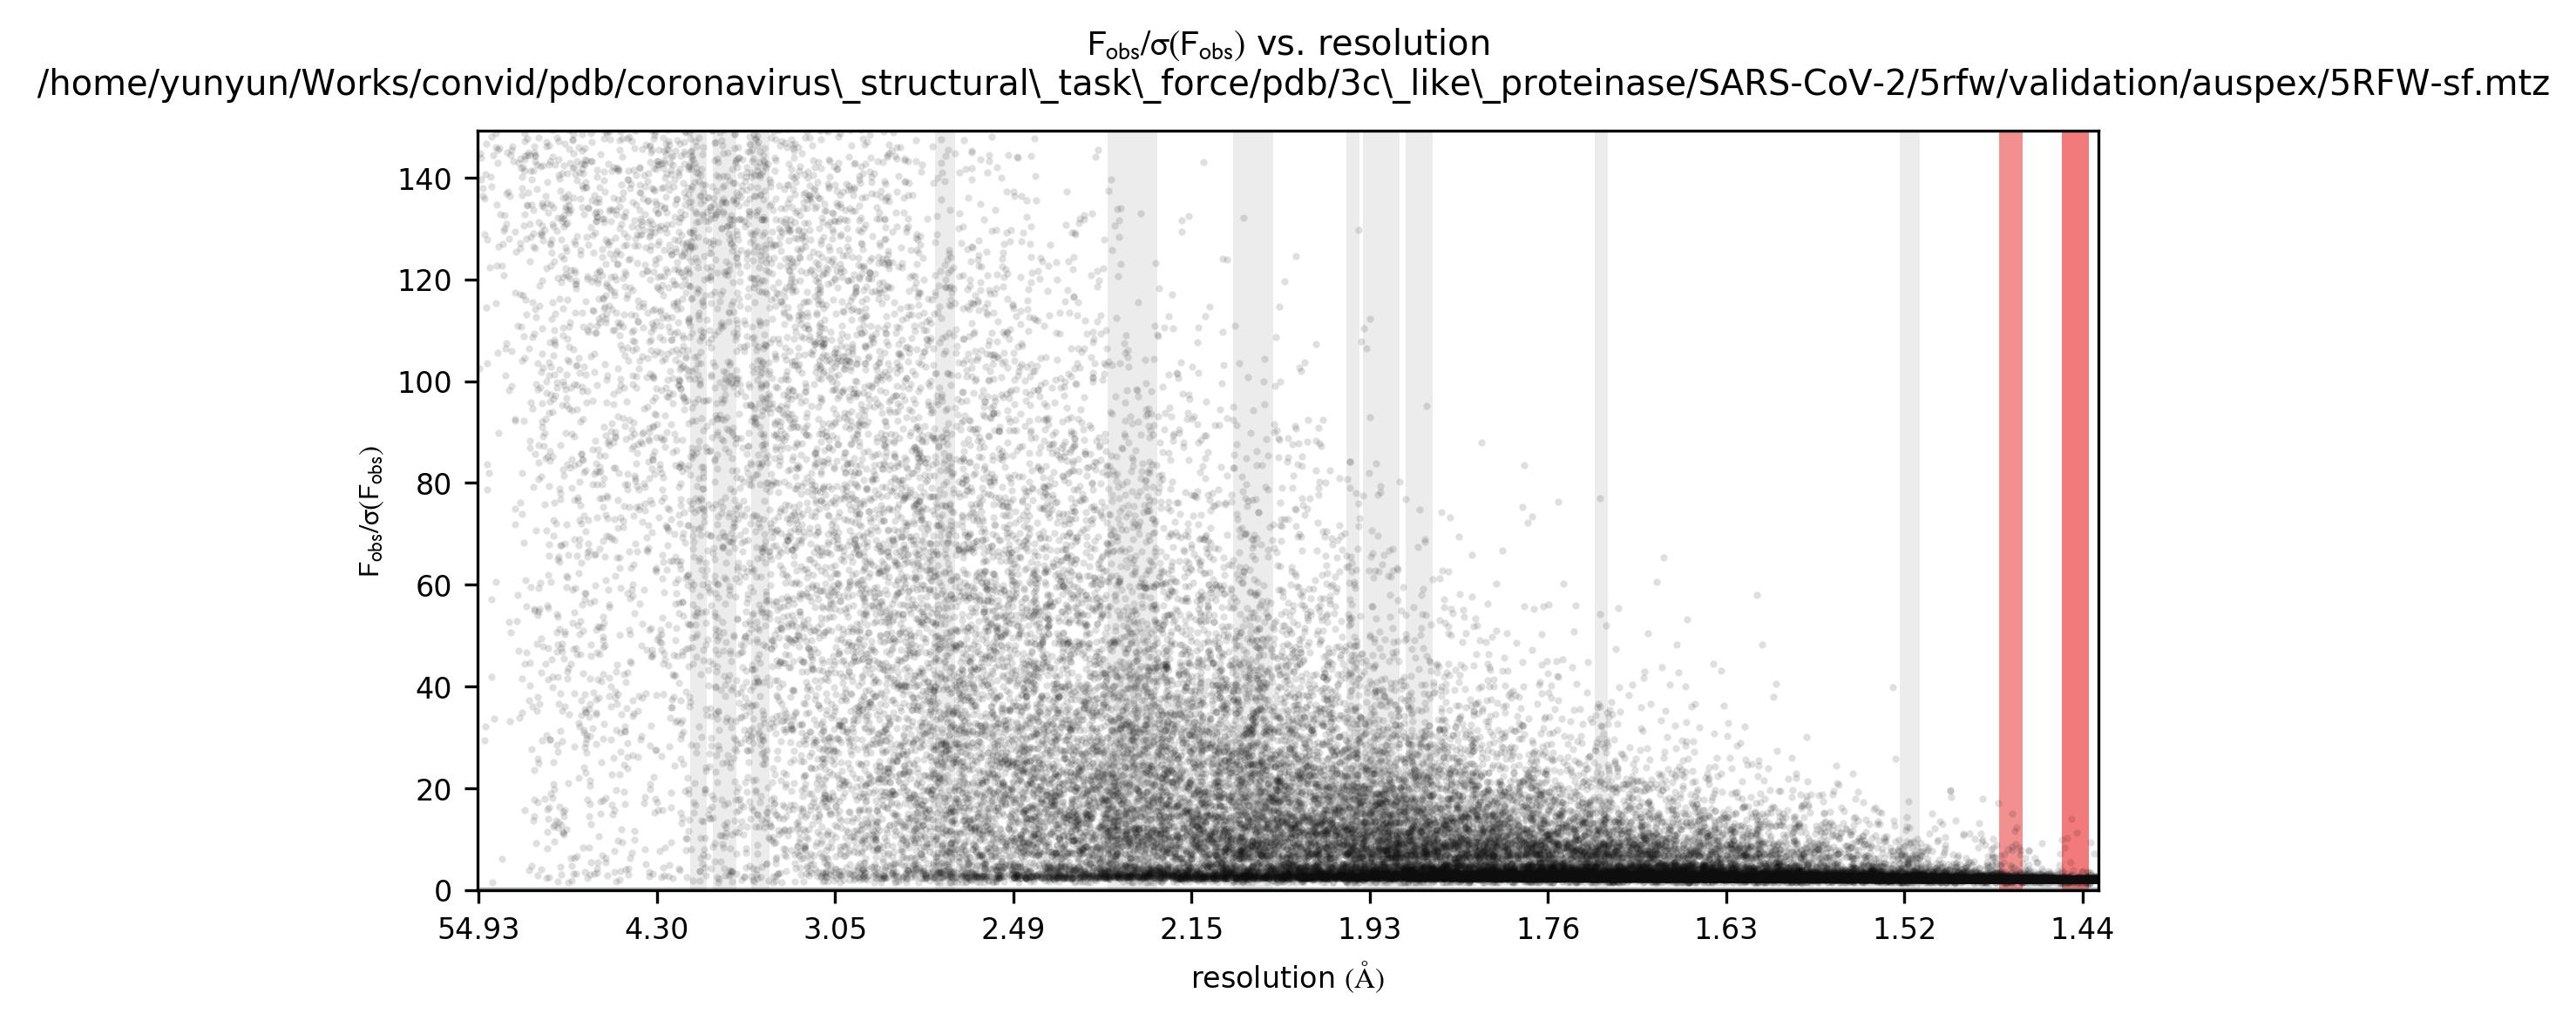 Fobs/σ(Fobs) vs. resolution
/home/yunyun/Works/convid/pdb/coronavirus\_structural\_task\_force/pdb/3c\_like\_proteinase/SARS-CoV-2/5rfw/validation/auspex/5RFW-sf.mtz
Fobs/σ(Fobs)
140
120
100
80
60
40
20
0
54.93 4.30 3.05 2.49 2.15 1.93 1.76 1.63 1.52 1.44
resolution (Å)